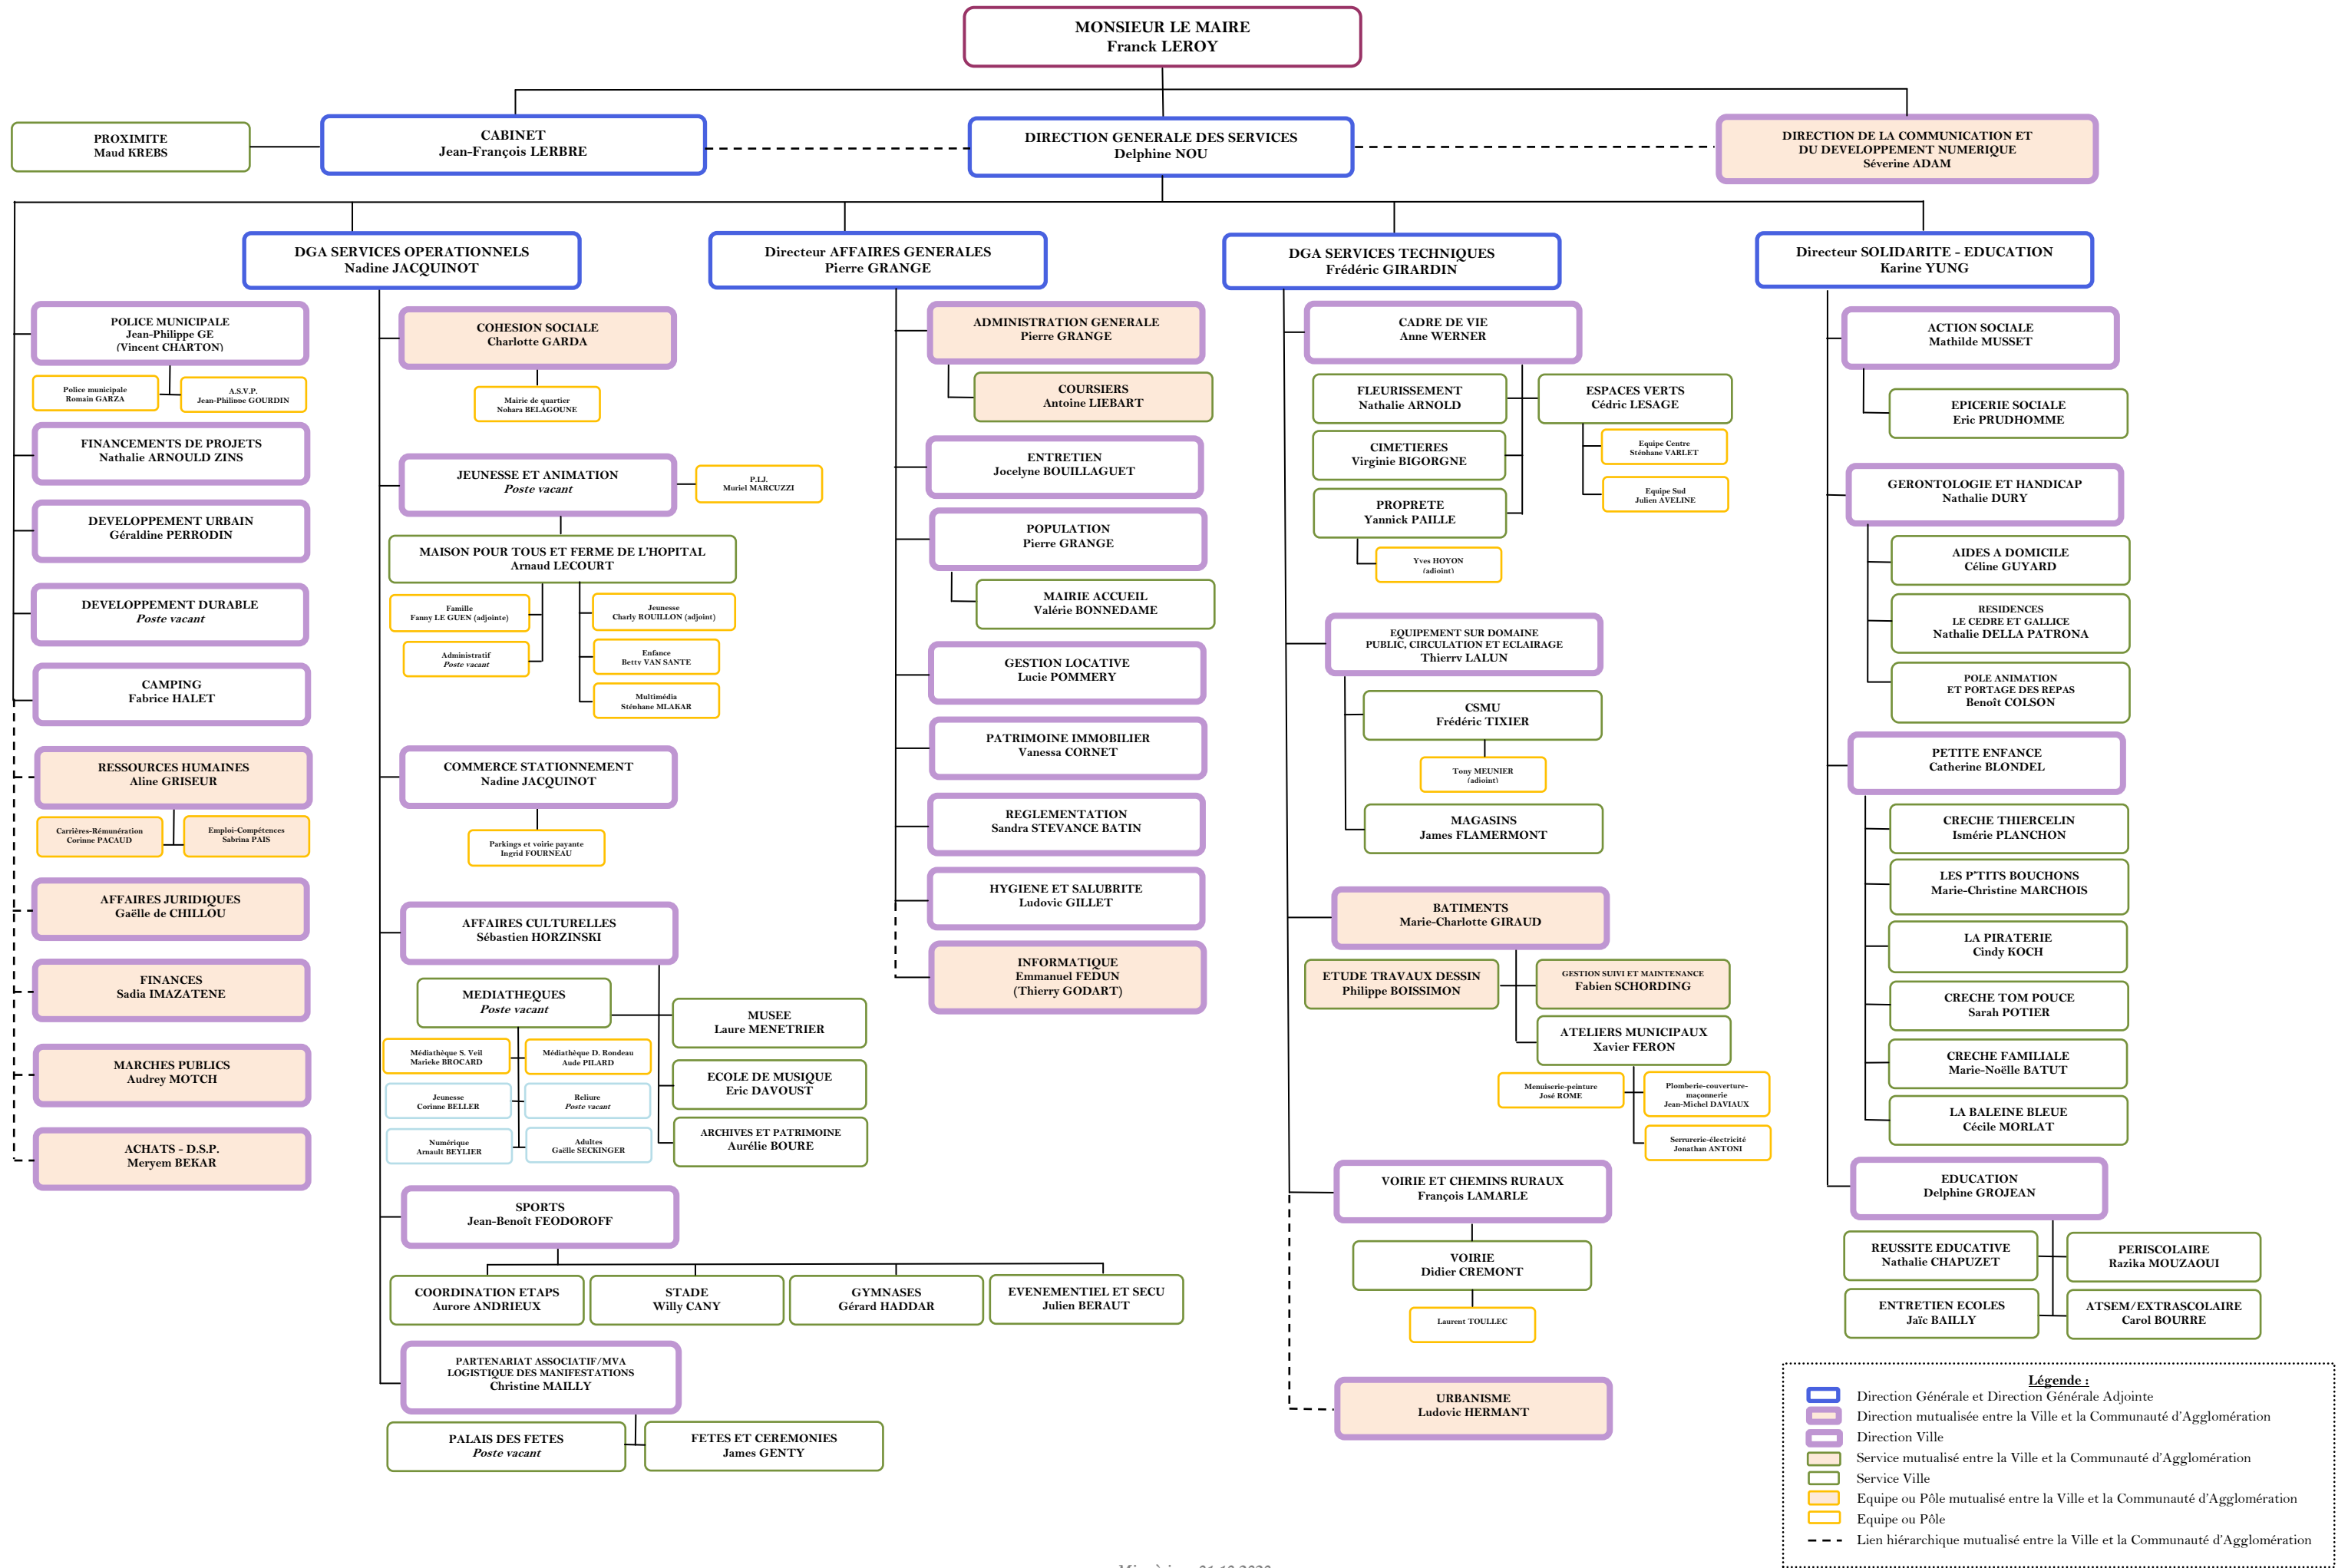 MONSIEUR LE MAIRE
Franck LEROY
PROXIMITE
Maud KREBS
CABINET
Jean-François LERBRE
DIRECTION GENERALE DES SERVICES
Delphine NOU
DIRECTION DE LA COMMUNICATION ET
DU DEVELOPPEMENT NUMERIQUE
Séverine ADAM
DGA SERVICES OPERATIONNELS
Nadine JACQUINOT
Directeur AFFAIRES GENERALES
Pierre GRANGE
DGA SERVICES TECHNIQUES
Frédéric GIRARDIN
Directeur SOLIDARITE - EDUCATION
Karine YUNG
POLICE MUNICIPALE
Jean-Philippe GE
(Vincent CHARTON)
Police municipale
Romain GARZA
A.S.V.P.
Jean-Philippe GOURDIN
FINANCEMENTS DE PROJETS
Nathalie ARNOULD ZINS
DEVELOPPEMENT URBAIN
Géraldine PERRODIN
DEVELOPPEMENT DURABLE
Poste vacant
CAMPING
Fabrice HALET
RESSOURCES HUMAINES
Aline GRISEUR
Carrières-Rémunération
Corinne PACAUD
Emploi-Compétences
Sabrina PAIS
AFFAIRES JURIDIQUES
Gaëlle de CHILLOU
FINANCES
Sadia IMAZATENE
MARCHES PUBLICS
Audrey MOTCH
ACHATS - D.S.P.
Meryem BEKAR
COHESION SOCIALE
Charlotte GARDA
Mairie de quartier
Nohara BELAGOUNE
JEUNESSE ET ANIMATION
Poste vacant
P.I.J.
Muriel MARCUZZI
MAISON POUR TOUS ET FERME DE L'HOPITAL
Arnaud LECOURT
Famille
Fanny LE GUEN (adjointe)
Jeunesse
Charly ROUILLON (adjoint)
Administratif
Poste vacant
Enfance
Betty VAN SANTE
Multimédia
Stéphane MLAKAR
COMMERCE STATIONNEMENT
Nadine JACQUINOT
Parkings et voirie payante
Ingrid FOURNEAU
AFFAIRES CULTURELLES
Sébastien HORZINSKI
MEDIATHEQUES
Poste vacant
MUSEE
Laure MENETRIER
Médiathèque S. Veil
Marieke BROCARD
Médiathèque D. Rondeau
Aude PILARD
Jeunesse
Corinne BELLER
Reliure
Poste vacant
Numérique
Arnault BEYLIER
Adultes
Gaëlle SECKINGER
ECOLE DE MUSIQUE
Eric DAVOUST
ARCHIVES ET PATRIMOINE
Aurélie BOURE
SPORTS
Jean-Benoît FEODOROFF
COORDINATION ETAPS
Aurore ANDRIEUX
STADE
Willy CANY
GYMNASES
Gérard HADDAR
EVENEMENTIEL ET SECU
Julien BERAUT
PARTENARIAT ASSOCIATIF/MVA
LOGISTIQUE DES MANIFESTATIONS
Christine MAILLY
PALAIS DES FETES
Poste vacant
FETES ET CEREMONIES
James GENTY
ADMINISTRATION GENERALE
Pierre GRANGE
COURSIERS
Antoine LIEBART
ENTRETIEN
Jocelyne BOUILLAGUET
POPULATION
Pierre GRANGE
MAIRIE ACCUEIL
Valérie BONNEDAME
GESTION LOCATIVE
Lucie POMMERY
PATRIMOINE IMMOBILIER
Vanessa CORNET
REGLEMENTATION
Sandra STEVANCE BATIN
HYGIENE ET SALUBRITE
Ludovic GILLET
INFORMATIQUE
Emmanuel FEDUN
(Thierry GODART)
CADRE DE VIE
Anne WERNER
FLEURISSEMENT
Nathalie ARNOLD
ESPACES VERTS
Cédric LESAGE
CIMETIERES
Virginie BIGORGNE
Equipe Centre
Stéphane VARLET
PROPRETE
Yannick PAILLE
Equipe Sud
Julien AVELINE
Yves HOYON
(adjoint)
EQUIPEMENT SUR DOMAINE
PUBLIC, CIRCULATION ET ECLAIRAGE
Thierry LALUN
CSMU
Frédéric TIXIER
Tony MEUNIER
(adjoint)
MAGASINS
James FLAMERMONT
BATIMENTS
Marie-Charlotte GIRAUD
ETUDE TRAVAUX DESSIN
Philippe BOISSIMON
GESTION SUIVI ET MAINTENANCE
Fabien SCHORDING
ATELIERS MUNICIPAUX
Xavier FERON
Menuiserie-peinture
José ROME
Plomberie-couverture-
maçonnerie
Jean-Michel DAVIAUX
Serrurerie-électricité
Jonathan ANTONI
VOIRIE ET CHEMINS RURAUX
François LAMARLE
VOIRIE
Didier CREMONT
Laurent TOULLEC
URBANISME
Ludovic HERMANT
ACTION SOCIALE
Mathilde MUSSET
EPICERIE SOCIALE
Eric PRUDHOMME
GERONTOLOGIE ET HANDICAP
Nathalie DURY
AIDES A DOMICILE
Céline GUYARD
RESIDENCES
LE CEDRE ET GALLICE
Nathalie DELLA PATRONA
POLE ANIMATION
ET PORTAGE DES REPAS
Benoît COLSON
PETITE ENFANCE
Catherine BLONDEL
CRECHE THIERCELIN
Ismérie PLANCHON
LES P'TITS BOUCHONS
Marie-Christine MARCHOIS
LA PIRATERIE
Cindy KOCH
CRECHE TOM POUCE
Sarah POTIER
CRECHE FAMILIALE
Marie-Noëlle BATUT
LA BALEINE BLEUE
Cécile MORLAT
EDUCATION
Delphine GROJEAN
REUSSITE EDUCATIVE
Nathalie CHAPUZET
PERISCOLAIRE
Razika MOUZAOUI
ENTRETIEN ECOLES
Jaïc BAILLY
ATSEM/EXTRASCOLAIRE
Carol BOURRE
Légende :
Direction Générale et Direction Générale Adjointe
Direction mutualisée entre la Ville et la Communauté d'Agglomération
Direction Ville
Service mutualisé entre la Ville et la Communauté d'Agglomération
Service Ville
Equipe ou Pôle mutualisé entre la Ville et la Communauté d'Agglomération
Equipe ou Pôle
Lien hiérarchique mutualisé entre la Ville et la Communauté d'Agglomération